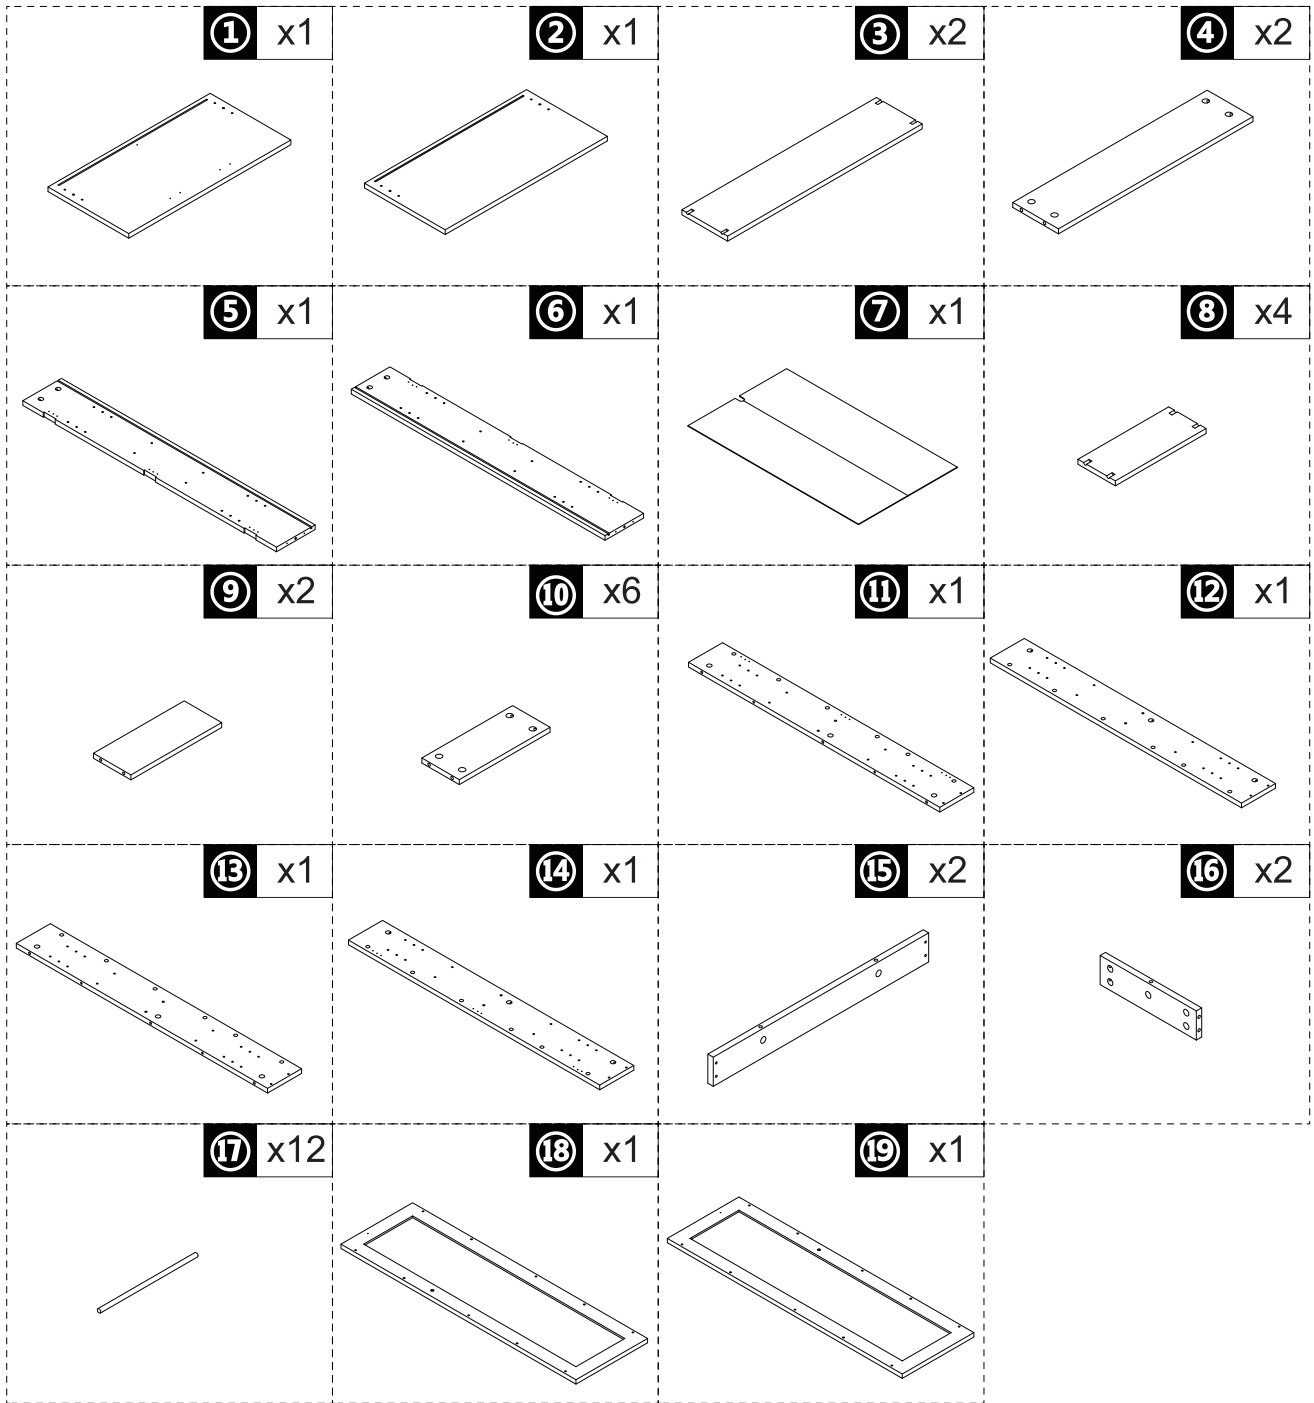 ① x1 ② x1 ③ x2 ④ x2
⑤ x1 ⑥ x1 ⑦ x1 ⑧ x4
⑨ x2 ⑩ x6 ⑪ x1 ⑫ x1
⑬ x1 ⑭ x1 ⑮ x2 ⑯ x2
⑰ x12 ⑱ x1 ⑲ x1